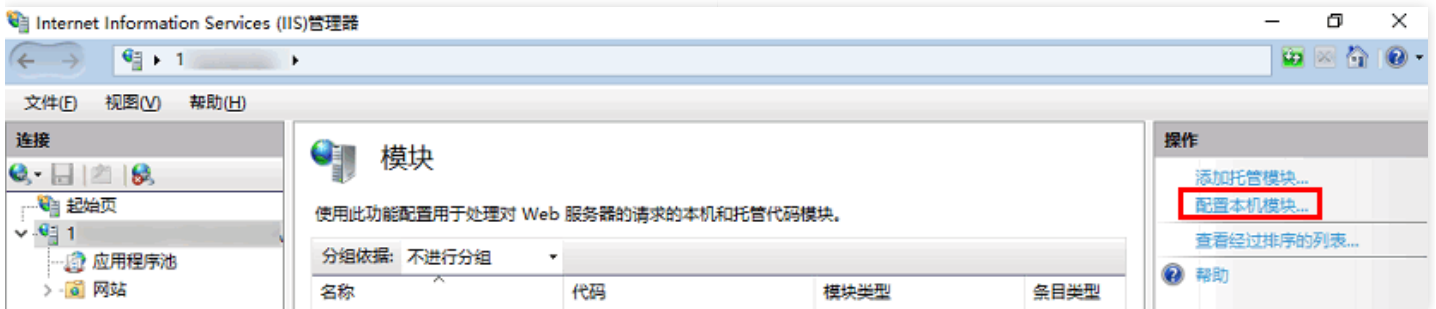 Internet Information Services (IIS)管理器
1
文件(F) 视图(V) 帮助(H)
连接
起始页
1
应用程序池
网站
模块
使用此功能配置用于处理对 Web 服务器的请求的本机和托管代码模块。
分组依据: 不进行分组
名称 代码 模块类型 条目类型
操作
添加托管模块...
配置本机模块...
查看经过排序的列表...
帮助